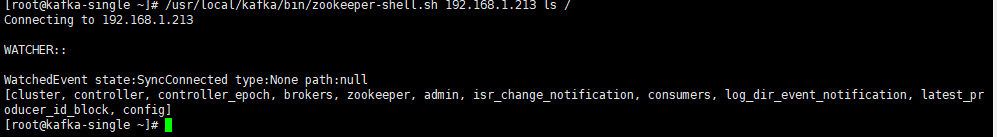 [root@kafka-single ~]# /usr/local/kafka/bin/zookeeper-shell.sh 192.168.1.213 ls /
Connecting to 192.168.1.213
WATCHER::
WatchedEvent state:SyncConnected type:None path:null
[cluster, controller, controller_epoch, brokers, zookeeper, admin, isr_change_notification, consumers, log_dir_event_notification, latest_pr
oducer_id_block, config]
[root@kafka-single ~]#